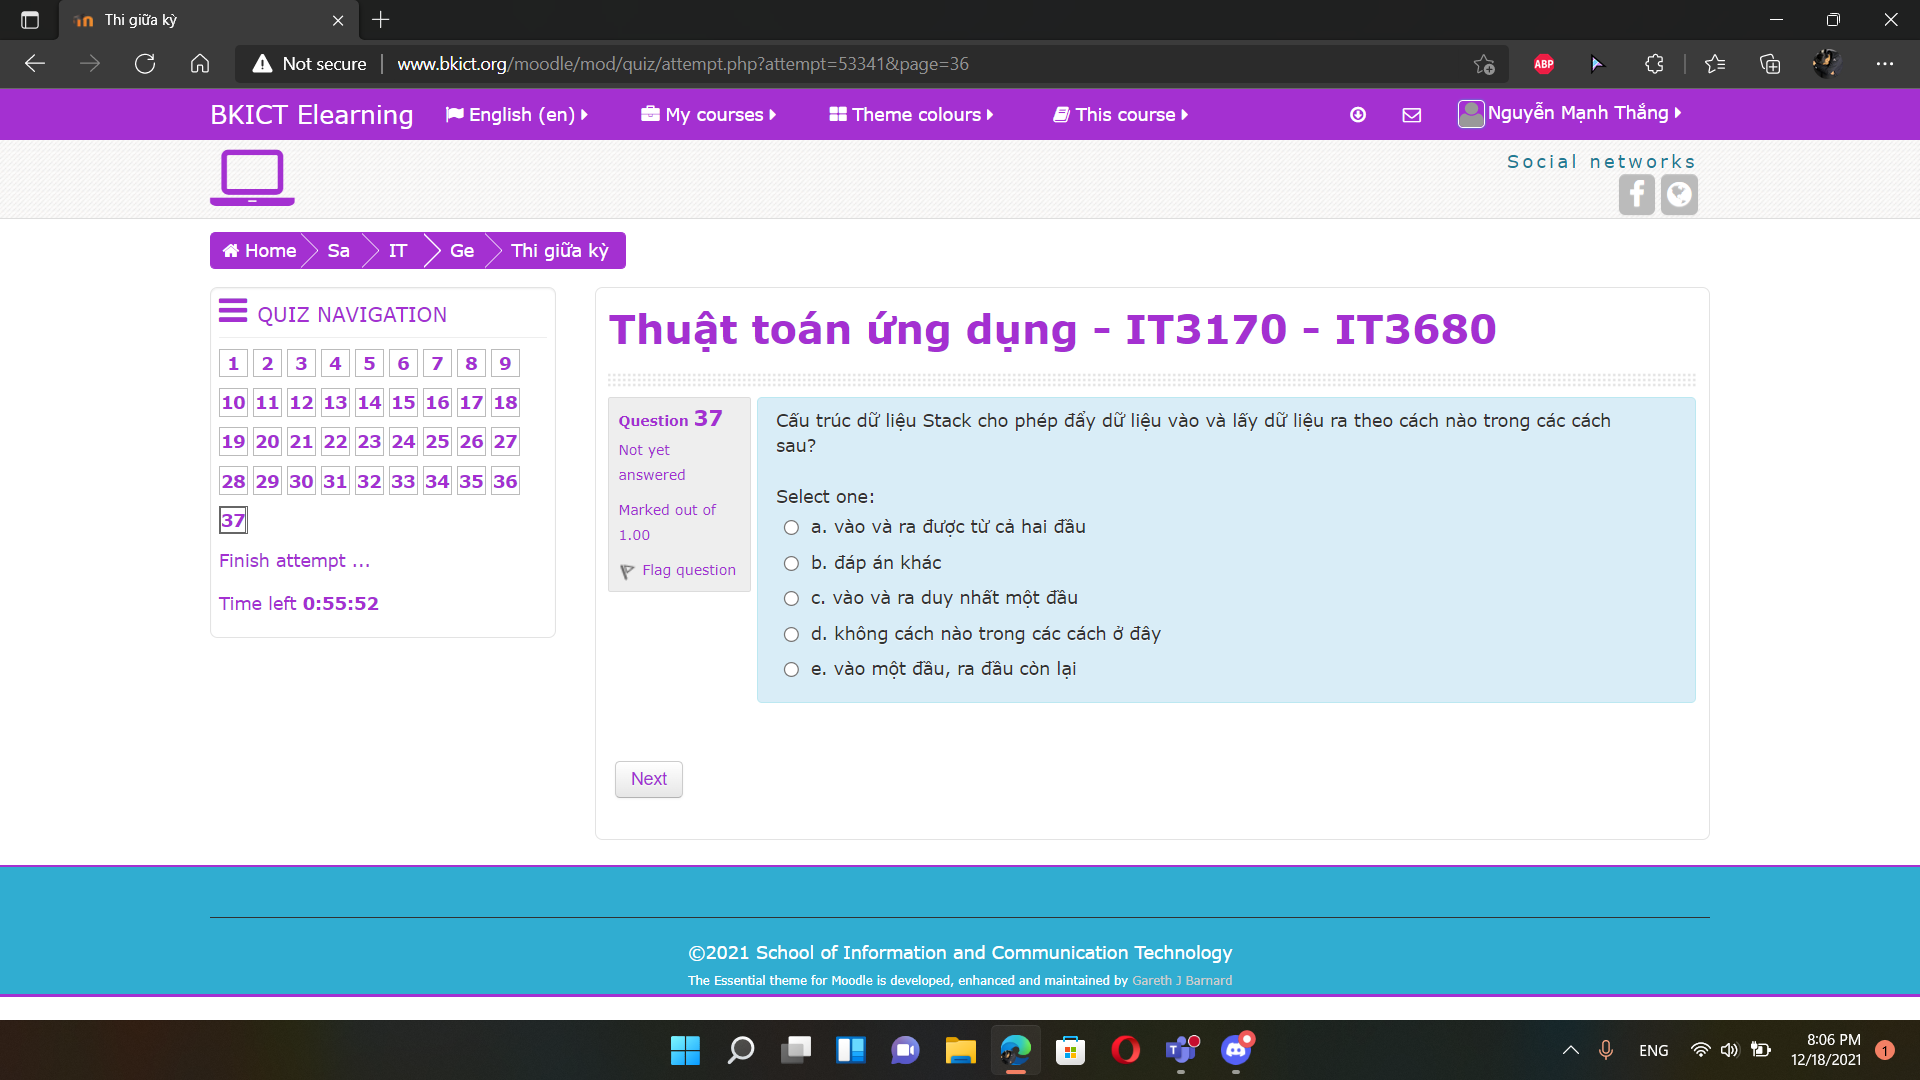 Thi giữa kỳ
Not secure
www.bkict.org/moodle/mod/quiz/attempt.php?attempt=53341&page=36
ABP
BKICT Elearning
English (en)
My courses
Theme colours
This course
Nguyễn Mạnh Thắng
Social networks
Home
Sa
IT
Ge
Thi giữa kỳ
QUIZ NAVIGATION
1 2 3 4 5 6 7 8 9
10 11 12 13 14 15 16 17 18
19 20 21 22 23 24 25 26 27
28 29 30 31 32 33 34 35 36
37
Finish attempt ...
Time left 0:55:52
Thuật toán ứng dụng - IT3170 - IT3680
Question 37
Not yet
answered
Marked out of
1.00
Flag question
Cấu trúc dữ liệu Stack cho phép đẩy dữ liệu vào và lấy dữ liệu ra theo cách nào trong các cách
sau?
Select one:
a. vào và ra được từ cả hai đầu
b. đáp án khác
c. vào và ra duy nhất một đầu
d. không cách nào trong các cách ở đây
e. vào một đầu, ra đầu còn lại
Next
©2021 School of Information and Communication Technology
The Essential theme for Moodle is developed, enhanced and maintained by Gareth J Barnard
ENG
8:06 PM
12/18/2021
1